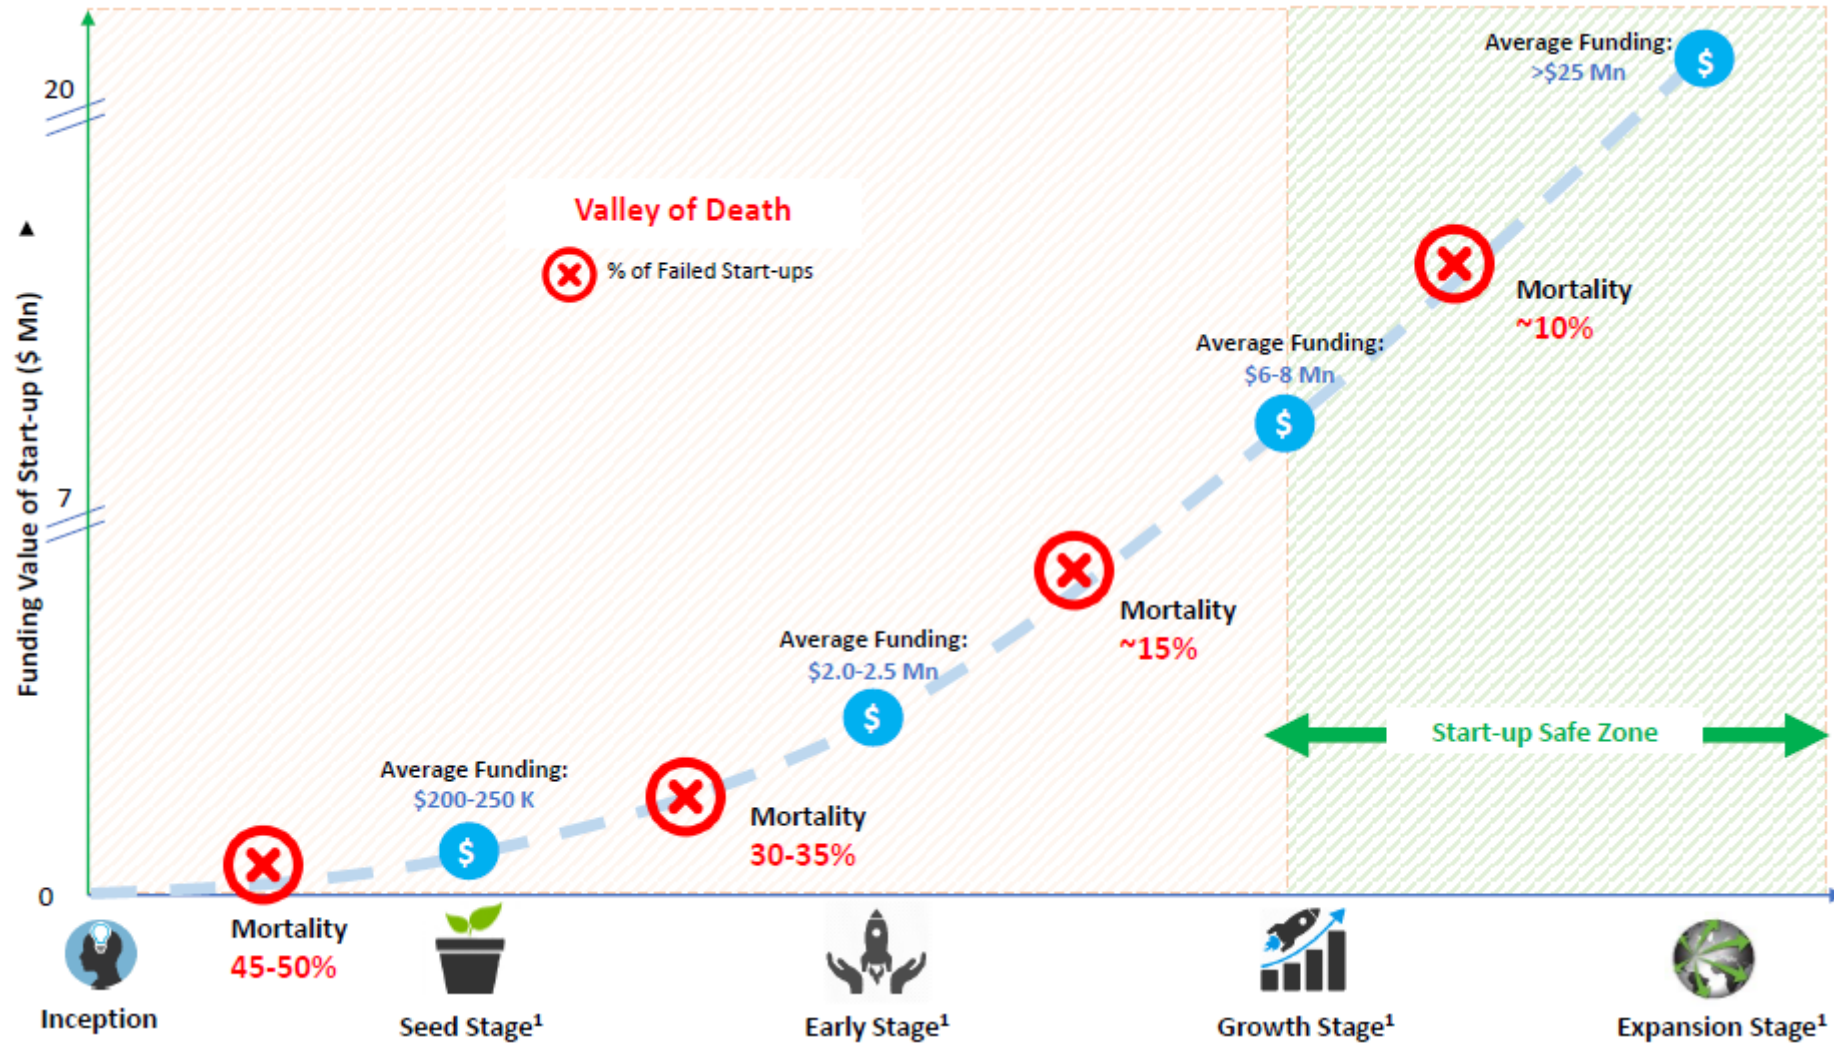 Average Funding:
>$25 Mn
20
Valley of Death
% of Failed Start-ups
Mortality
~10%
Average Funding:
$6-8 Mn
Funding Value of Start-up ($ Mn) ▲
7
Mortality
~15%
Average Funding:
$2.0-2.5 Mn
Start-up Safe Zone
Average Funding:
$200-250 K
Mortality
30-35%
0
Mortality
45-50%
Inception
Seed Stage¹
Early Stage¹
Growth Stage¹
Expansion Stage¹